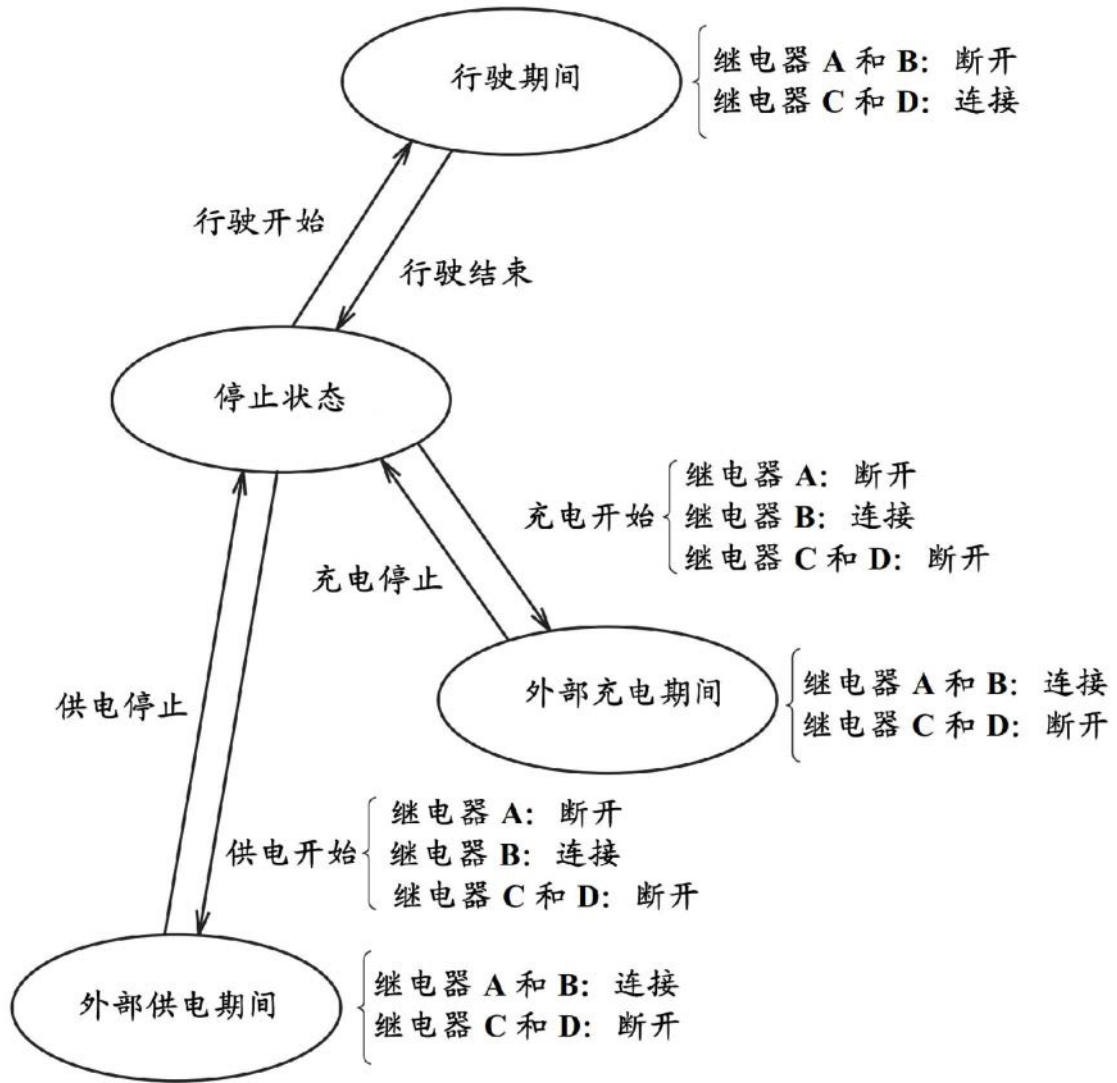 行驶期间
继电器 A 和 B：断开
继电器 C 和 D：连接
行驶开始
行驶结束
停止状态
充电开始
继电器 A：断开
继电器 B：连接
继电器 C 和 D：断开
充电停止
外部充电期间
继电器 A 和 B：连接
继电器 C 和 D：断开
供电停止
供电开始
继电器 A：断开
继电器 B：连接
继电器 C 和 D：断开
外部供电期间
继电器 A 和 B：连接
继电器 C 和 D：断开